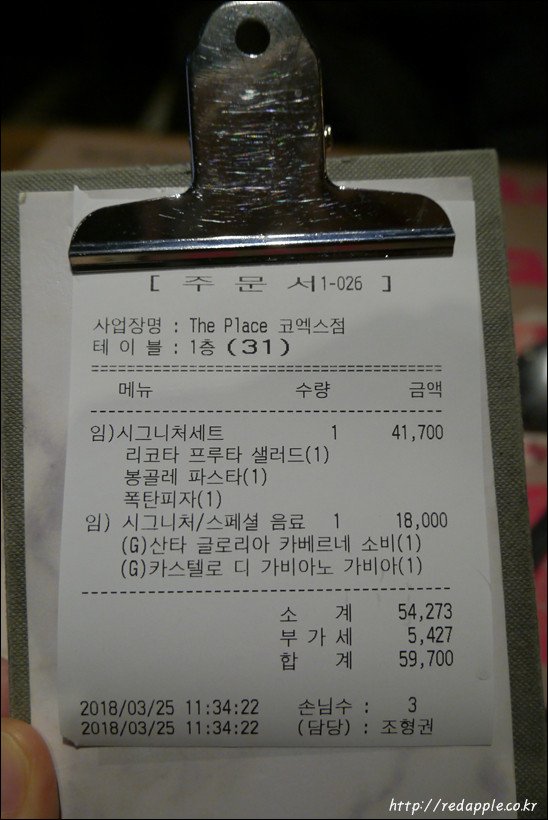 [ 주 문 서1-026 ]
사업장명 : The Place 코엑스점
테 이 블 : 1층 (31)
메뉴 수량 금액
임)시그니처세트 1 41,700
리코타 프루타 샐러드(1)
봉골레 파스타(1)
폭탄피자(1)
임) 시그니처/스페셜 음료 1 18,000
(G)산타 글로리아 카베르네 소비(1)
(G)카스텔로 디 가비아노 가비아(1)
소 계 54,273
부 가 세 5,427
합 계 59,700
2018/03/25 11:34:22 손님수 : 3
2018/03/25 11:34:22 (담당) : 조형권
http://redapple.co.kr